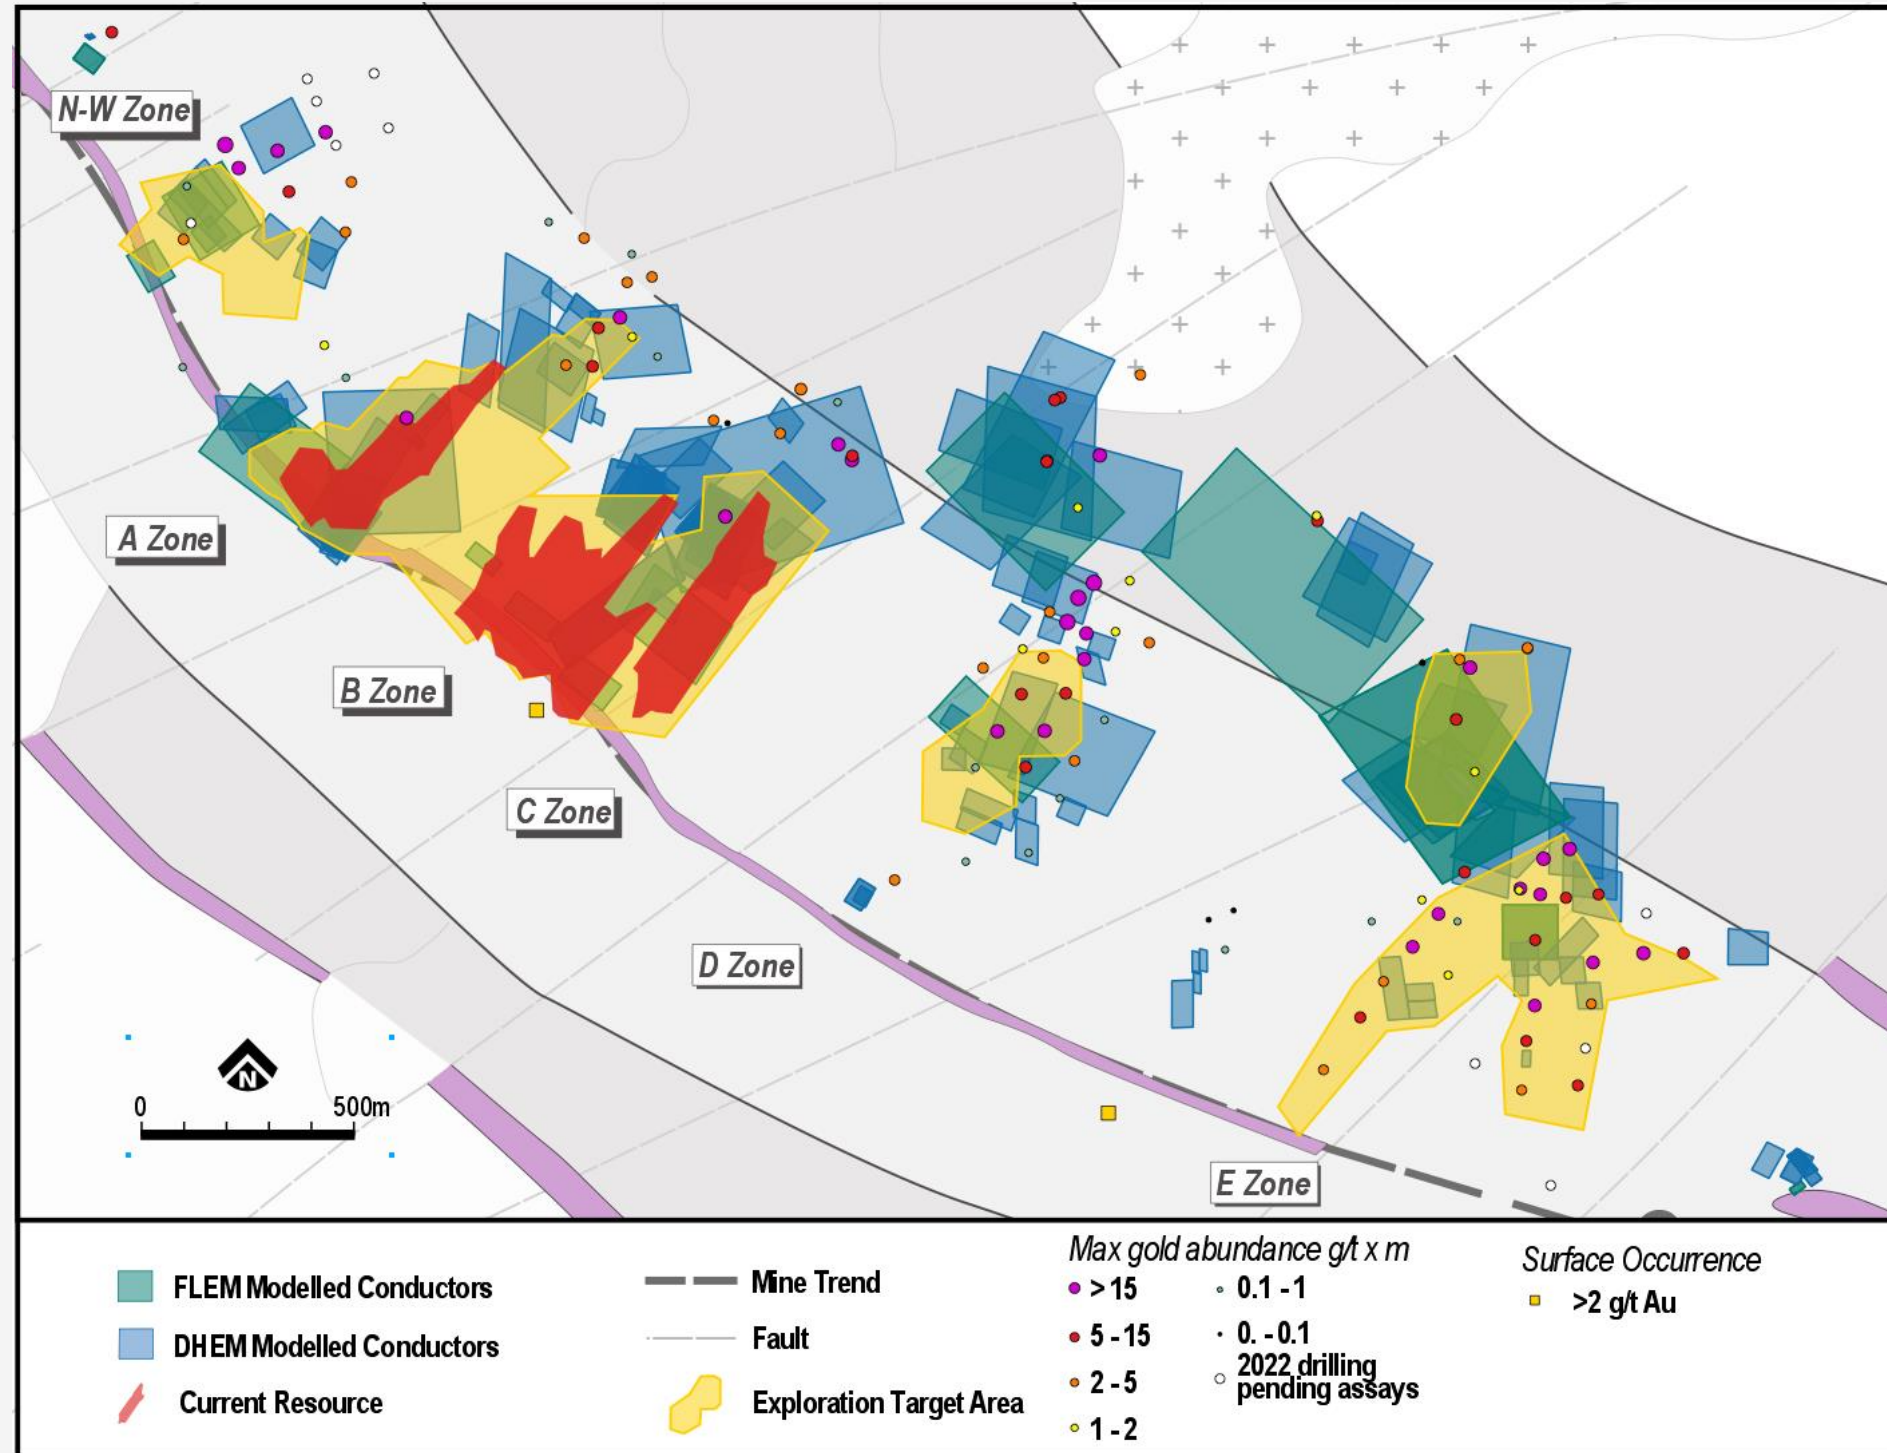 N-W Zone
A Zone
B Zone
C Zone
D Zone
E Zone
N
0 500m
FLEM Modelled Conductors
DHEM Modelled Conductors
Current Resource
Mine Trend
Fault
Exploration Target Area
Max gold abundance g/t x m
>15
5 -15
2 - 5
1 - 2
0.1 - 1
0. - 0.1
2022 drilling
pending assays
Surface Occurrence
>2 g/t Au